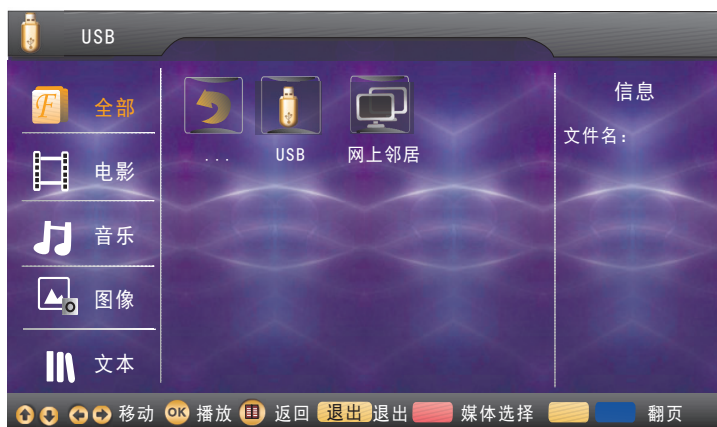 USB
全部
电影
音乐
图像
文本
... USB 网上邻居
信息
文件名：
移动 OK 播放 返回 退出 退出 媒体选择 翻页